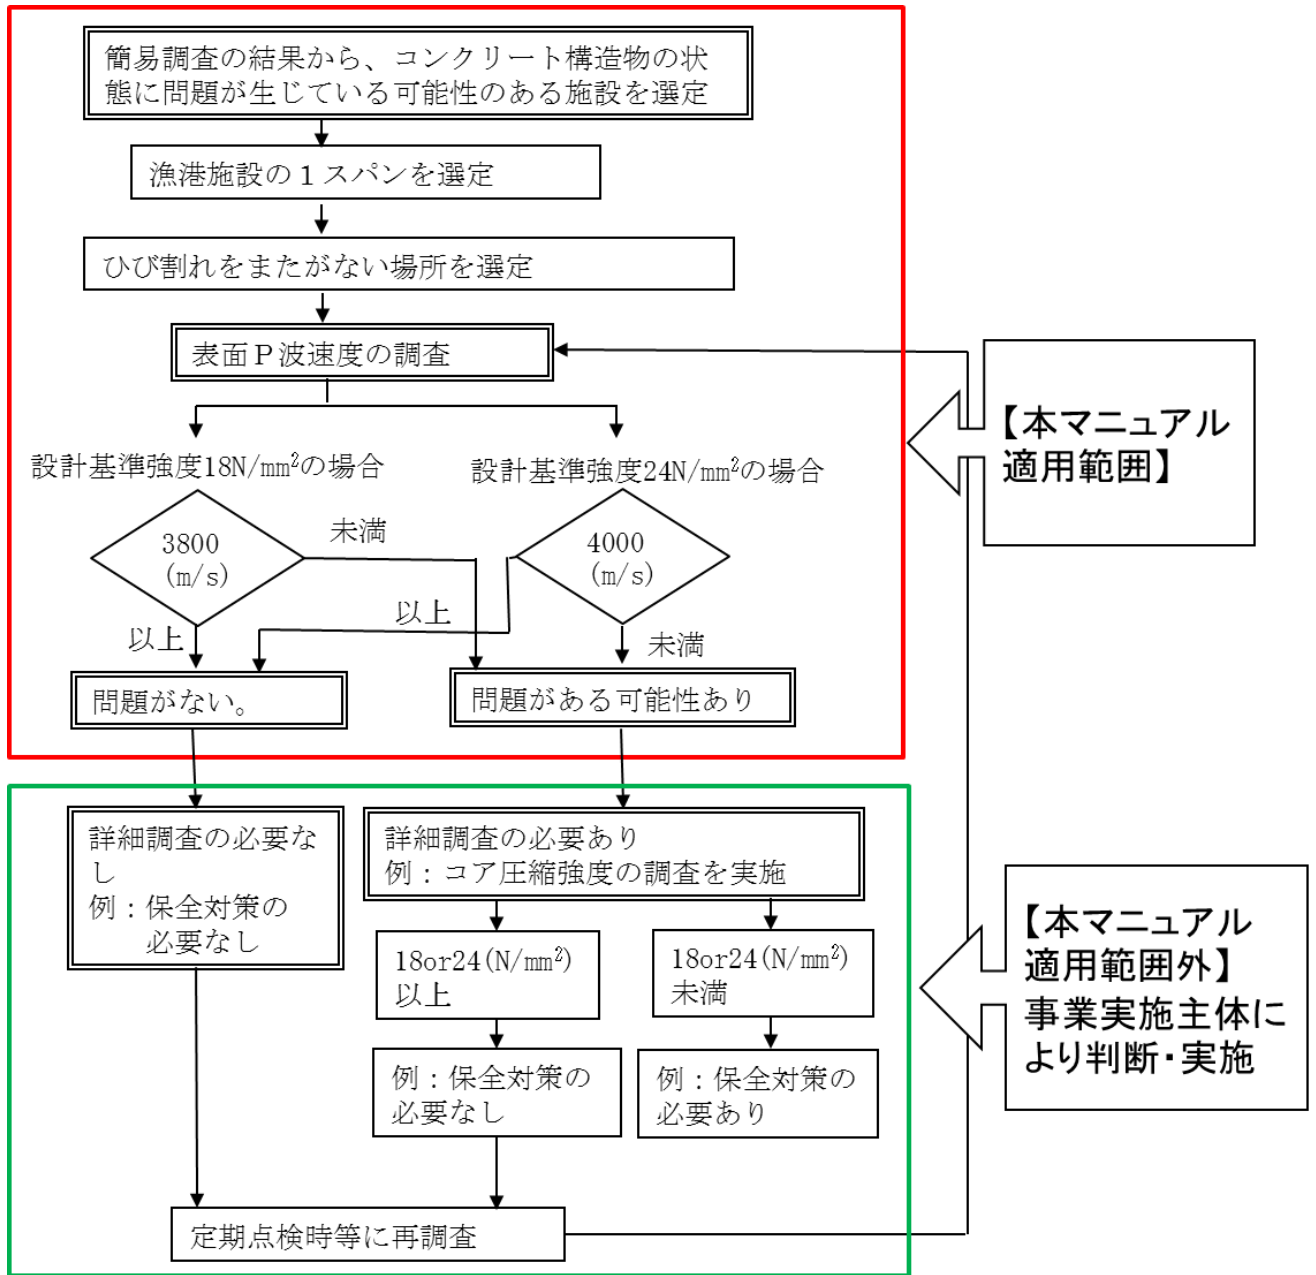 簡易調査の結果から、コンクリート構造物の状
態に問題が生じている可能性のある施設を選定
漁港施設の１スパンを選定
ひび割れをまたがない場所を選定
表面Ｐ波速度の調査
【本マニュアル
適用範囲】
設計基準強度18N/mm²の場合
設計基準強度24N/mm²の場合
3800
(m/s)
未満
4000
(m/s)
以上
以上
未満
問題がない。
問題がある可能性あり
詳細調査の必要な
し
例：保全対策の
必要なし
詳細調査の必要あり
例：コア圧縮強度の調査を実施
18or24(N/mm²)
以上
18or24(N/mm²)
未満
例：保全対策の
必要なし
例：保全対策の
必要あり
【本マニュアル
適用範囲外】
事業実施主体に
より判断・実施
定期点検時等に再調査